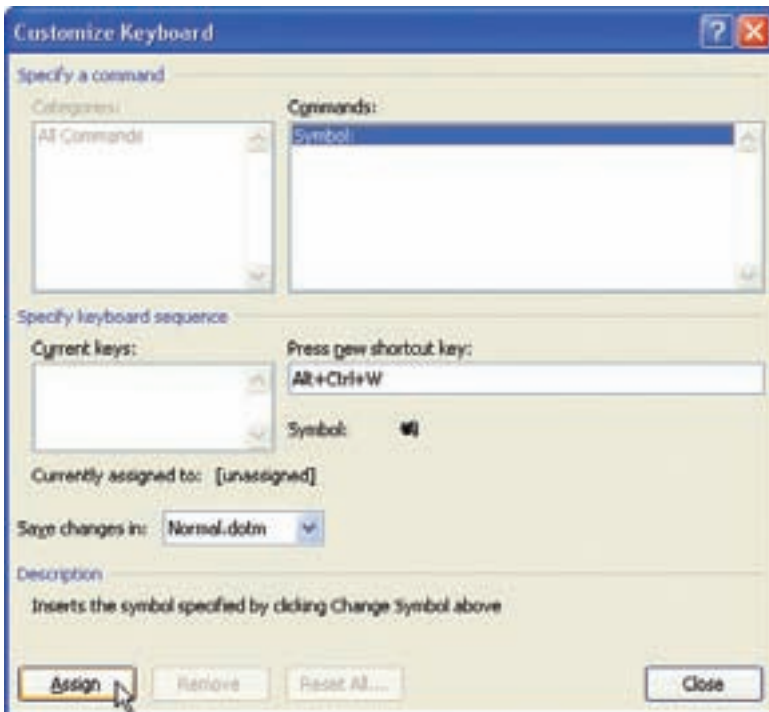 Customize Keyboard
Specify a command
Categories:
Commands:
All Commands
Symbol:
Specify keyboard sequence
Current keys:
Press new shortcut key:
Alt+Ctrl+W
Symbol:
Currently assigned to: [unassigned]
Save changes in: Normal.dotm
Description
Inserts the symbol specified by clicking Change Symbol above
Assign
Remove
Reset All...
Close